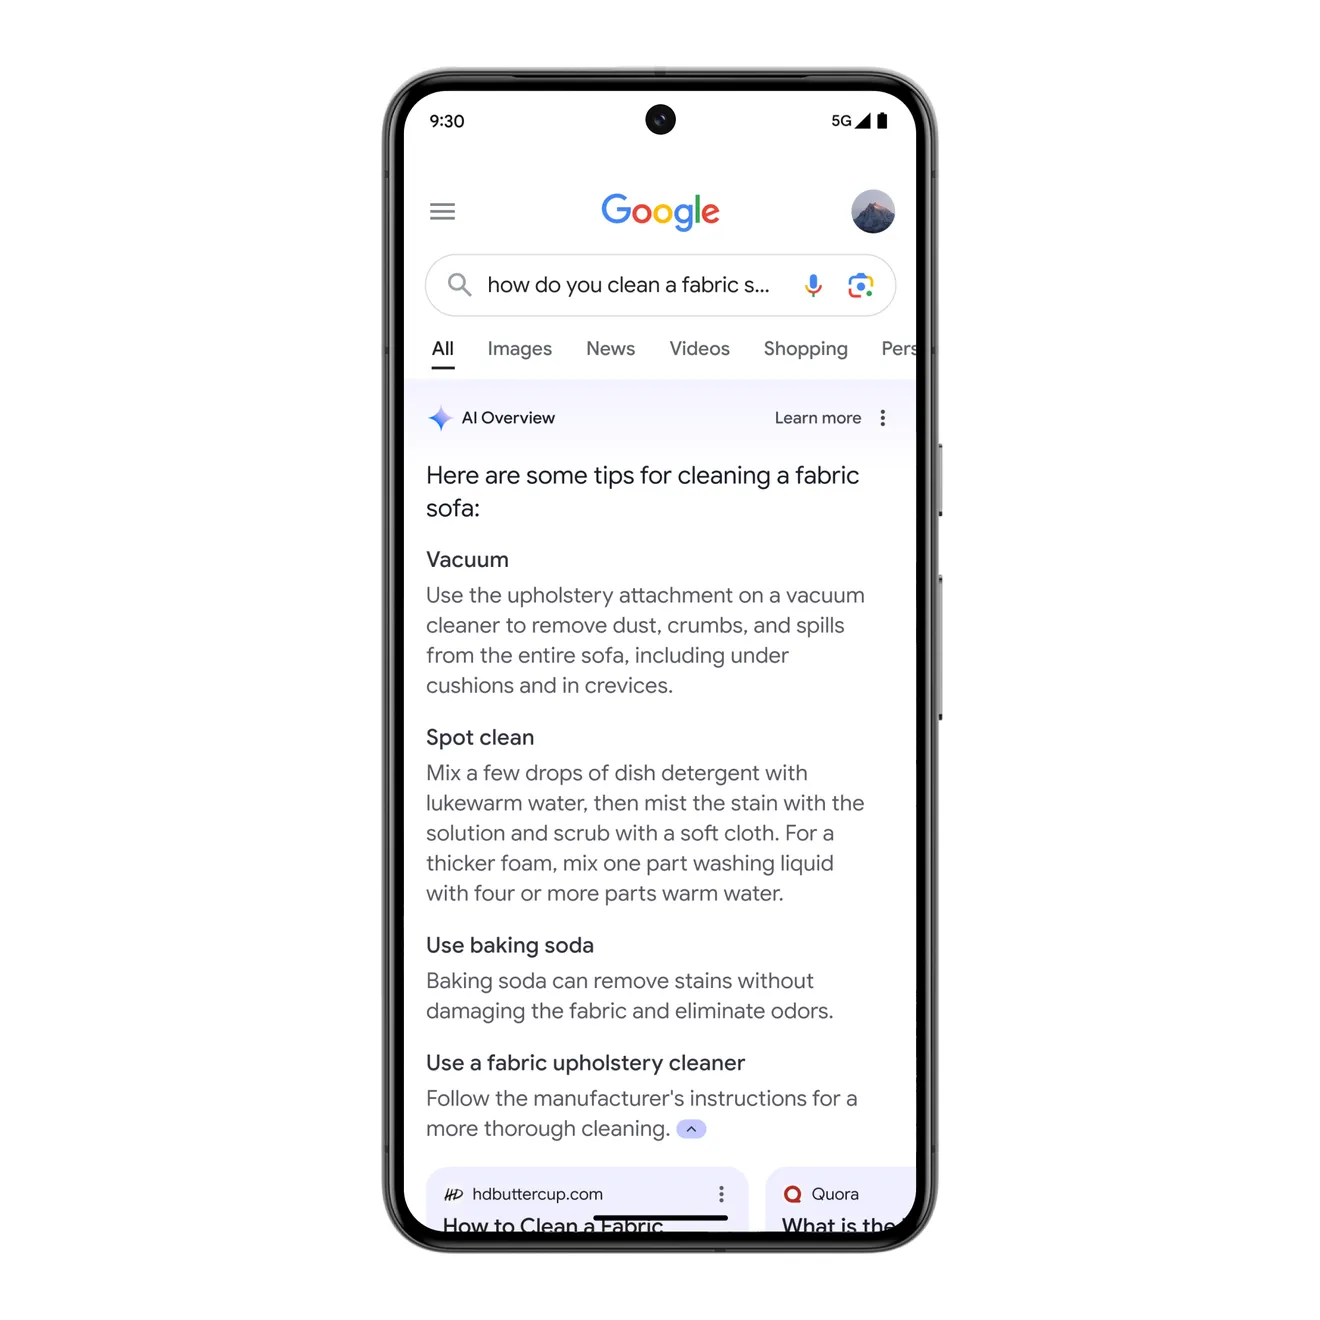 9:30
5G
Google
how do you clean a fabric s...
All Images News Videos Shopping Pers
AI Overview
Learn more
Here are some tips for cleaning a fabric
sofa:
Vacuum
Use the upholstery attachment on a vacuum
cleaner to remove dust, crumbs, and spills
from the entire sofa, including under
cushions and in crevices.
Spot clean
Mix a few drops of dish detergent with
lukewarm water, then mist the stain with the
solution and scrub with a soft cloth. For a
thicker foam, mix one part washing liquid
with four or more parts warm water.
Use baking soda
Baking soda can remove stains without
damaging the fabric and eliminate odors.
Use a fabric upholstery cleaner
Follow the manufacturer's instructions for a
more thorough cleaning.
HD hdbuttercup.com
How to Clean a Fabric
Quora
What is the